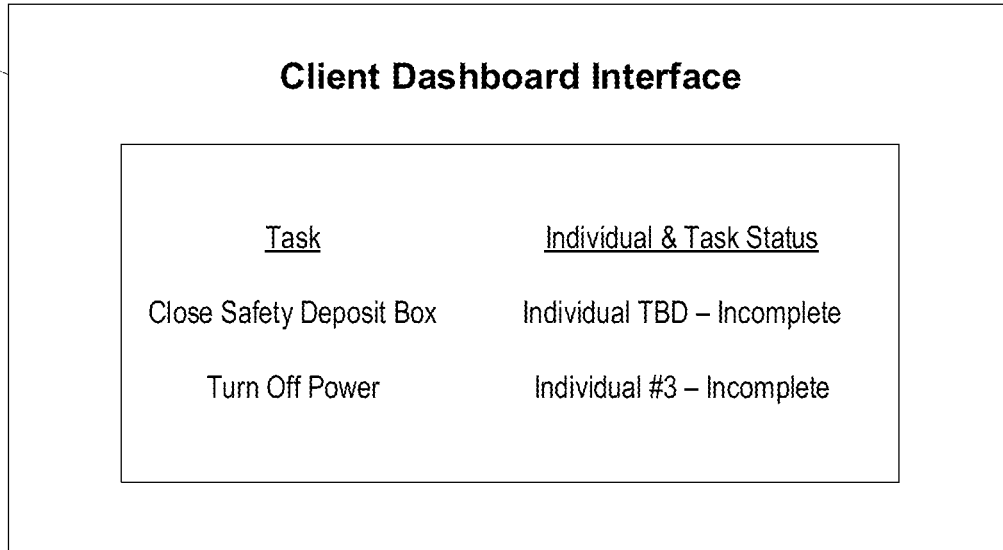 Client Dashboard Interface
Task Individual & Task Status
Close Safety Deposit Box Individual TBD – Incomplete
Turn Off Power Individual #3 – Incomplete